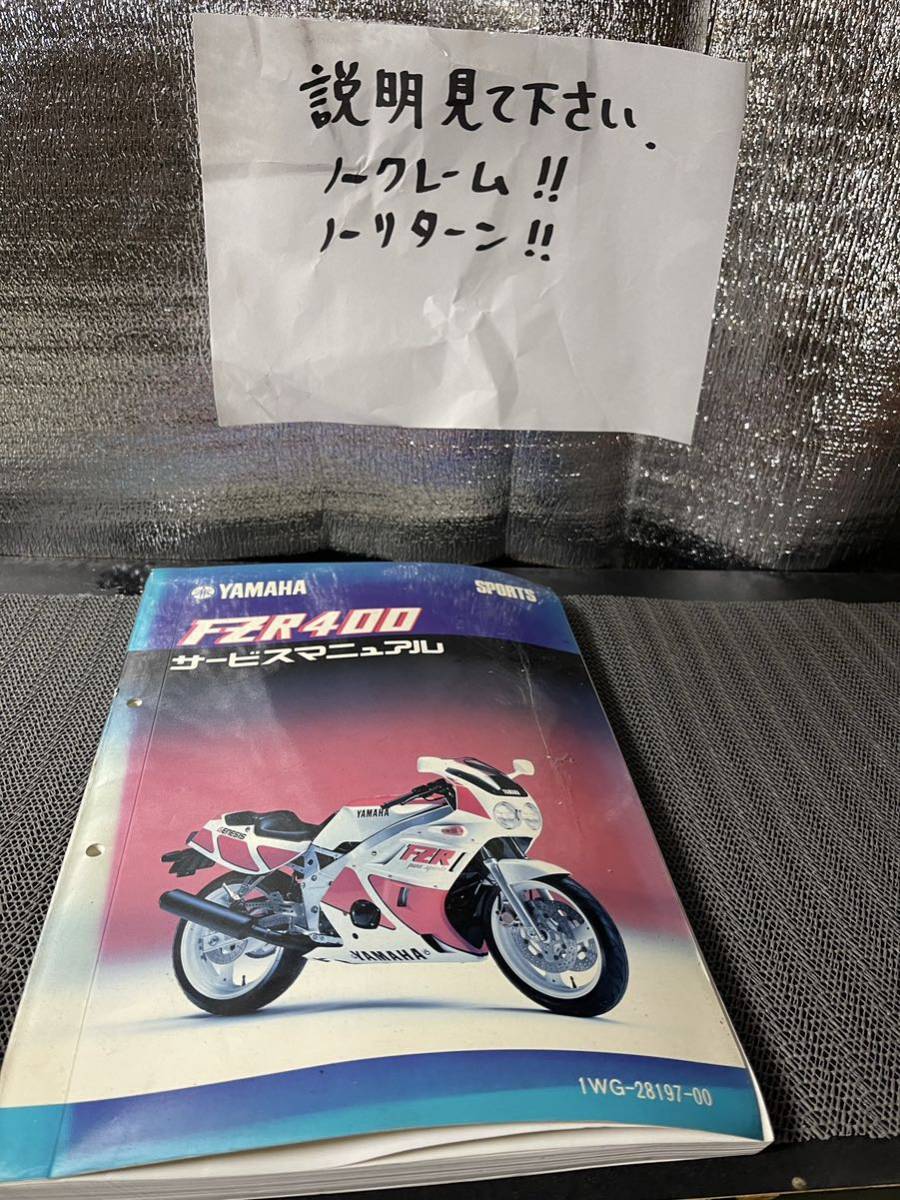 説明見て下さい.
ノークレーム!!
ノーリターン!!
YAMAHA
SPORTS
FZR400
サービスマニュアル
YAMAHA
GENESIS
FZR
YAMAHA
1WG-28197-00